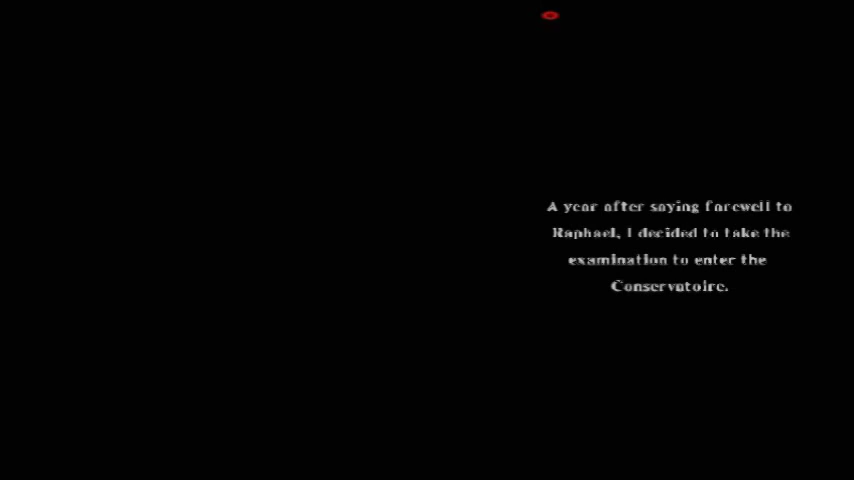 A year after saying farewell to
Raphael, I decided to take the
examination to enter the
Conservatoire.